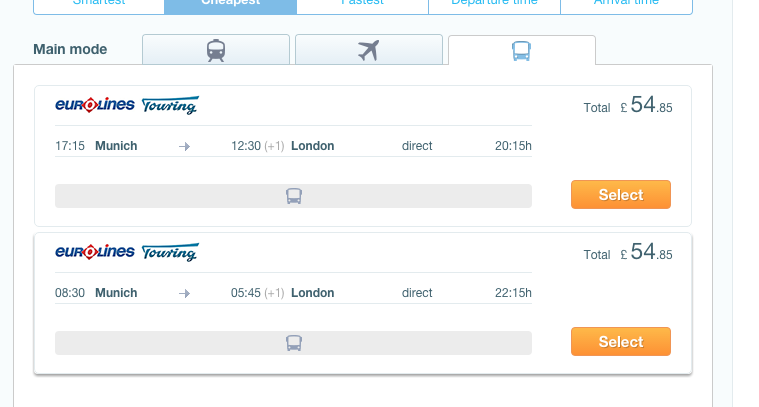 Smartest Cheapest Fastest Departure time Arrival time
Main mode
EUROLINES Touring Total £ 54.85
17:15 Munich → 12:30 (+1) London direct 20:15h
Select
EUROLINES Touring Total £ 54.85
08:30 Munich → 05:45 (+1) London direct 22:15h
Select